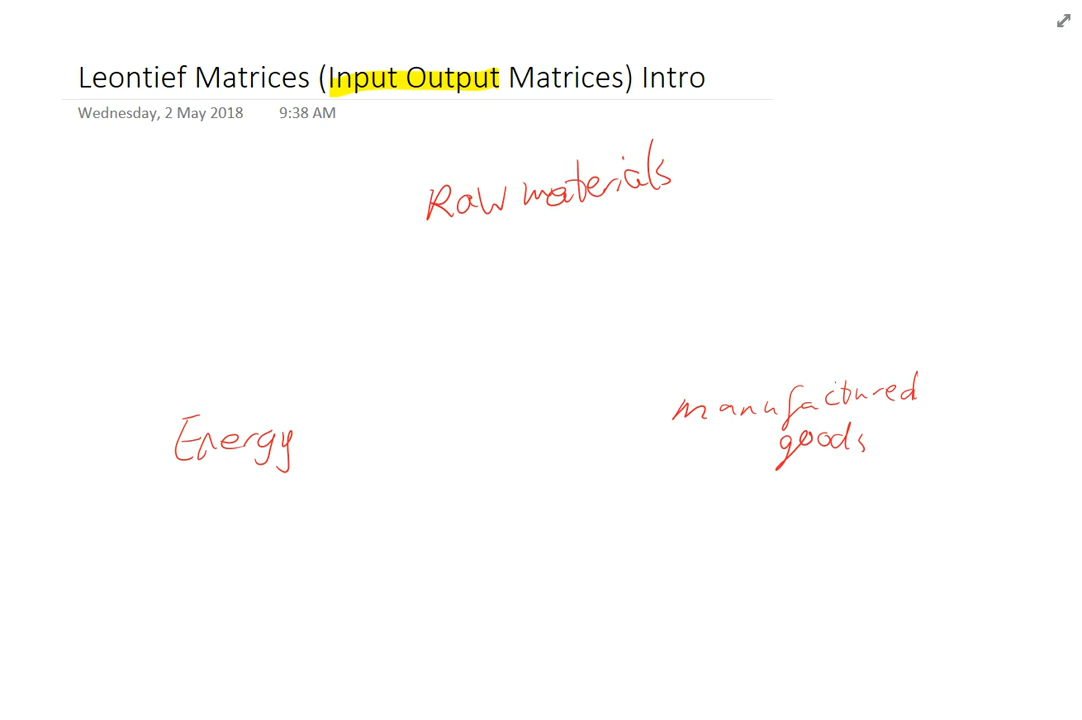 Leontief Matrices (Input Output Matrices) Intro
Wednesday, 2 May 2018 9:38 AM
Raw materials
Energy
manufactured
goods